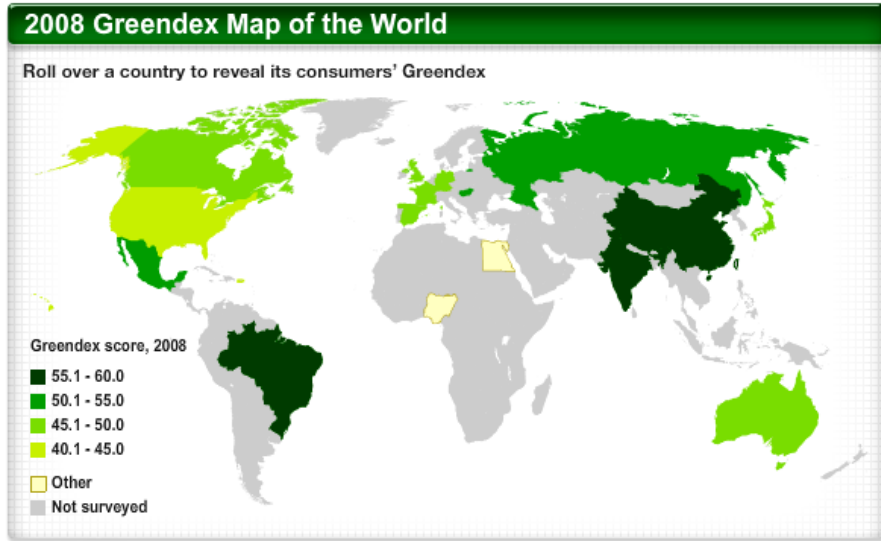 2008 Greendex Map of the World
Roll over a country to reveal its consumers' Greendex
Greendex score, 2008
55.1 - 60.0
50.1 - 55.0
45.1 - 50.0
40.1 - 45.0
Other
Not surveyed